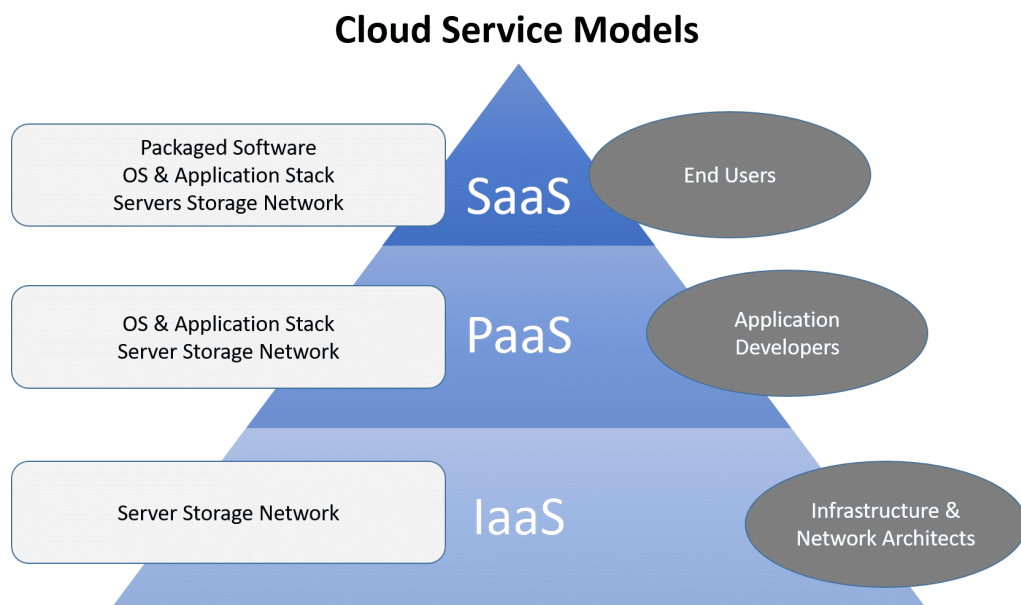 Cloud Service Models
Packaged Software
OS & Application Stack
Servers Storage Network
SaaS
End Users
OS & Application Stack
Server Storage Network
PaaS
Application
Developers
Server Storage Network
IaaS
Infrastructure &
Network Architects